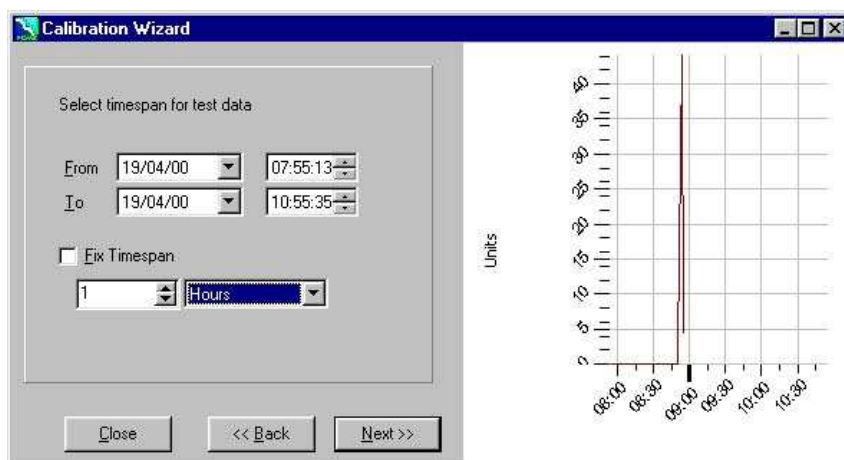 Calibration Wizard
Select timespan for test data
From 19/04/00 07:55:13
To 19/04/00 10:55:35
Fix Timespan
1 Hours
Close << Back Next >>
Units
40
35
30
25
20
15
10
5
0
08:00 08:30 09:00 09:30 10:00 10:30